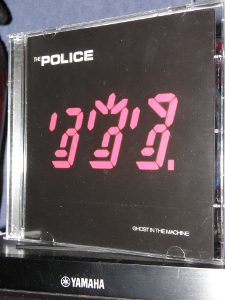 THE POLICE
GHOST IN THE MACHINE
YAMAHA